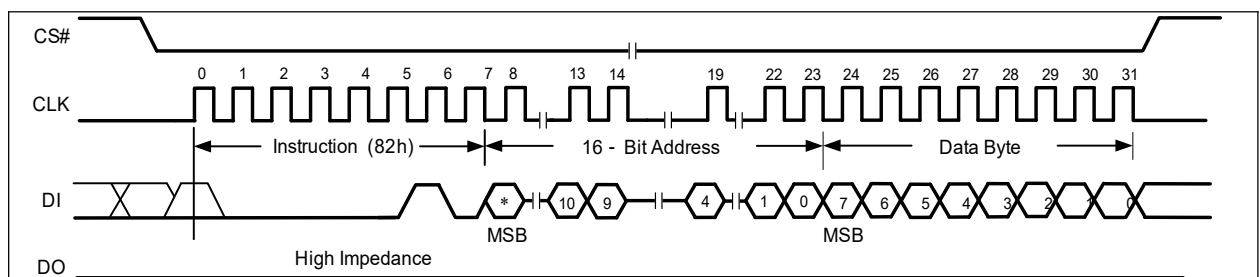 CS#
0 1 2 3 4 5 6 7 8 13 14 19 22 23 24 25 26 27 28 29 30 31
CLK
Instruction (82h) 16 - Bit Address Data Byte
DI * 10 9 4 1 0 7 6 5 4 3 2 1 0
MSB MSB
High Impedance
DO